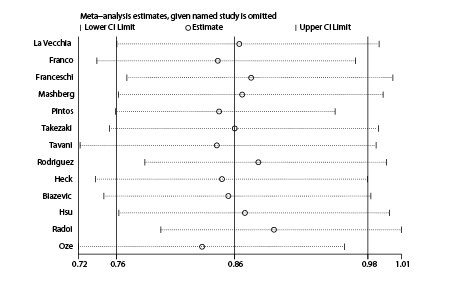 Meta-analysis estimates, given named study is omitted
Lower CI Limit Estimate Upper CI Limit
La Vecchia
Franco
Franceschi
Mashberg
Pintos
Takezaki
Tavani
Rodriguez
Heck
Biazevic
Hsu
Radoi
Oze
0.72 0.76 0.86 0.98 1.01